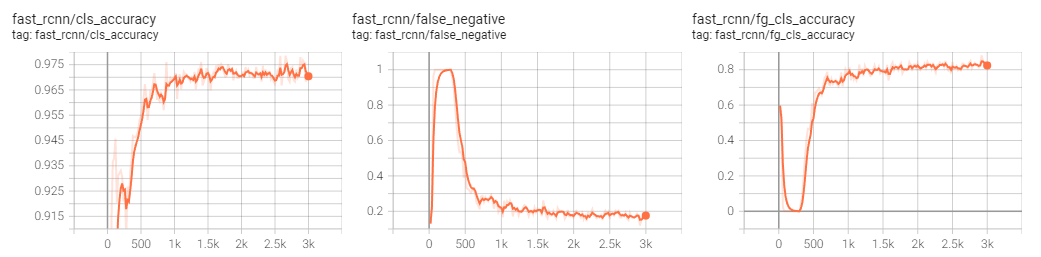 fast_rcnn/cls_accuracy
tag: fast_rcnn/cls_accuracy
0.975
0.965
0.955
0.945
0.935
0.925
0.915
0 500 1k 1.5k 2k 2.5k 3k
fast_rcnn/false_negative
tag: fast_rcnn/false_negative
1
0.8
0.6
0.4
0.2
0 500 1k 1.5k 2k 2.5k 3k
fast_rcnn/fg_cls_accuracy
tag: fast_rcnn/fg_cls_accuracy
0.8
0.6
0.4
0.2
0
0 500 1k 1.5k 2k 2.5k 3k